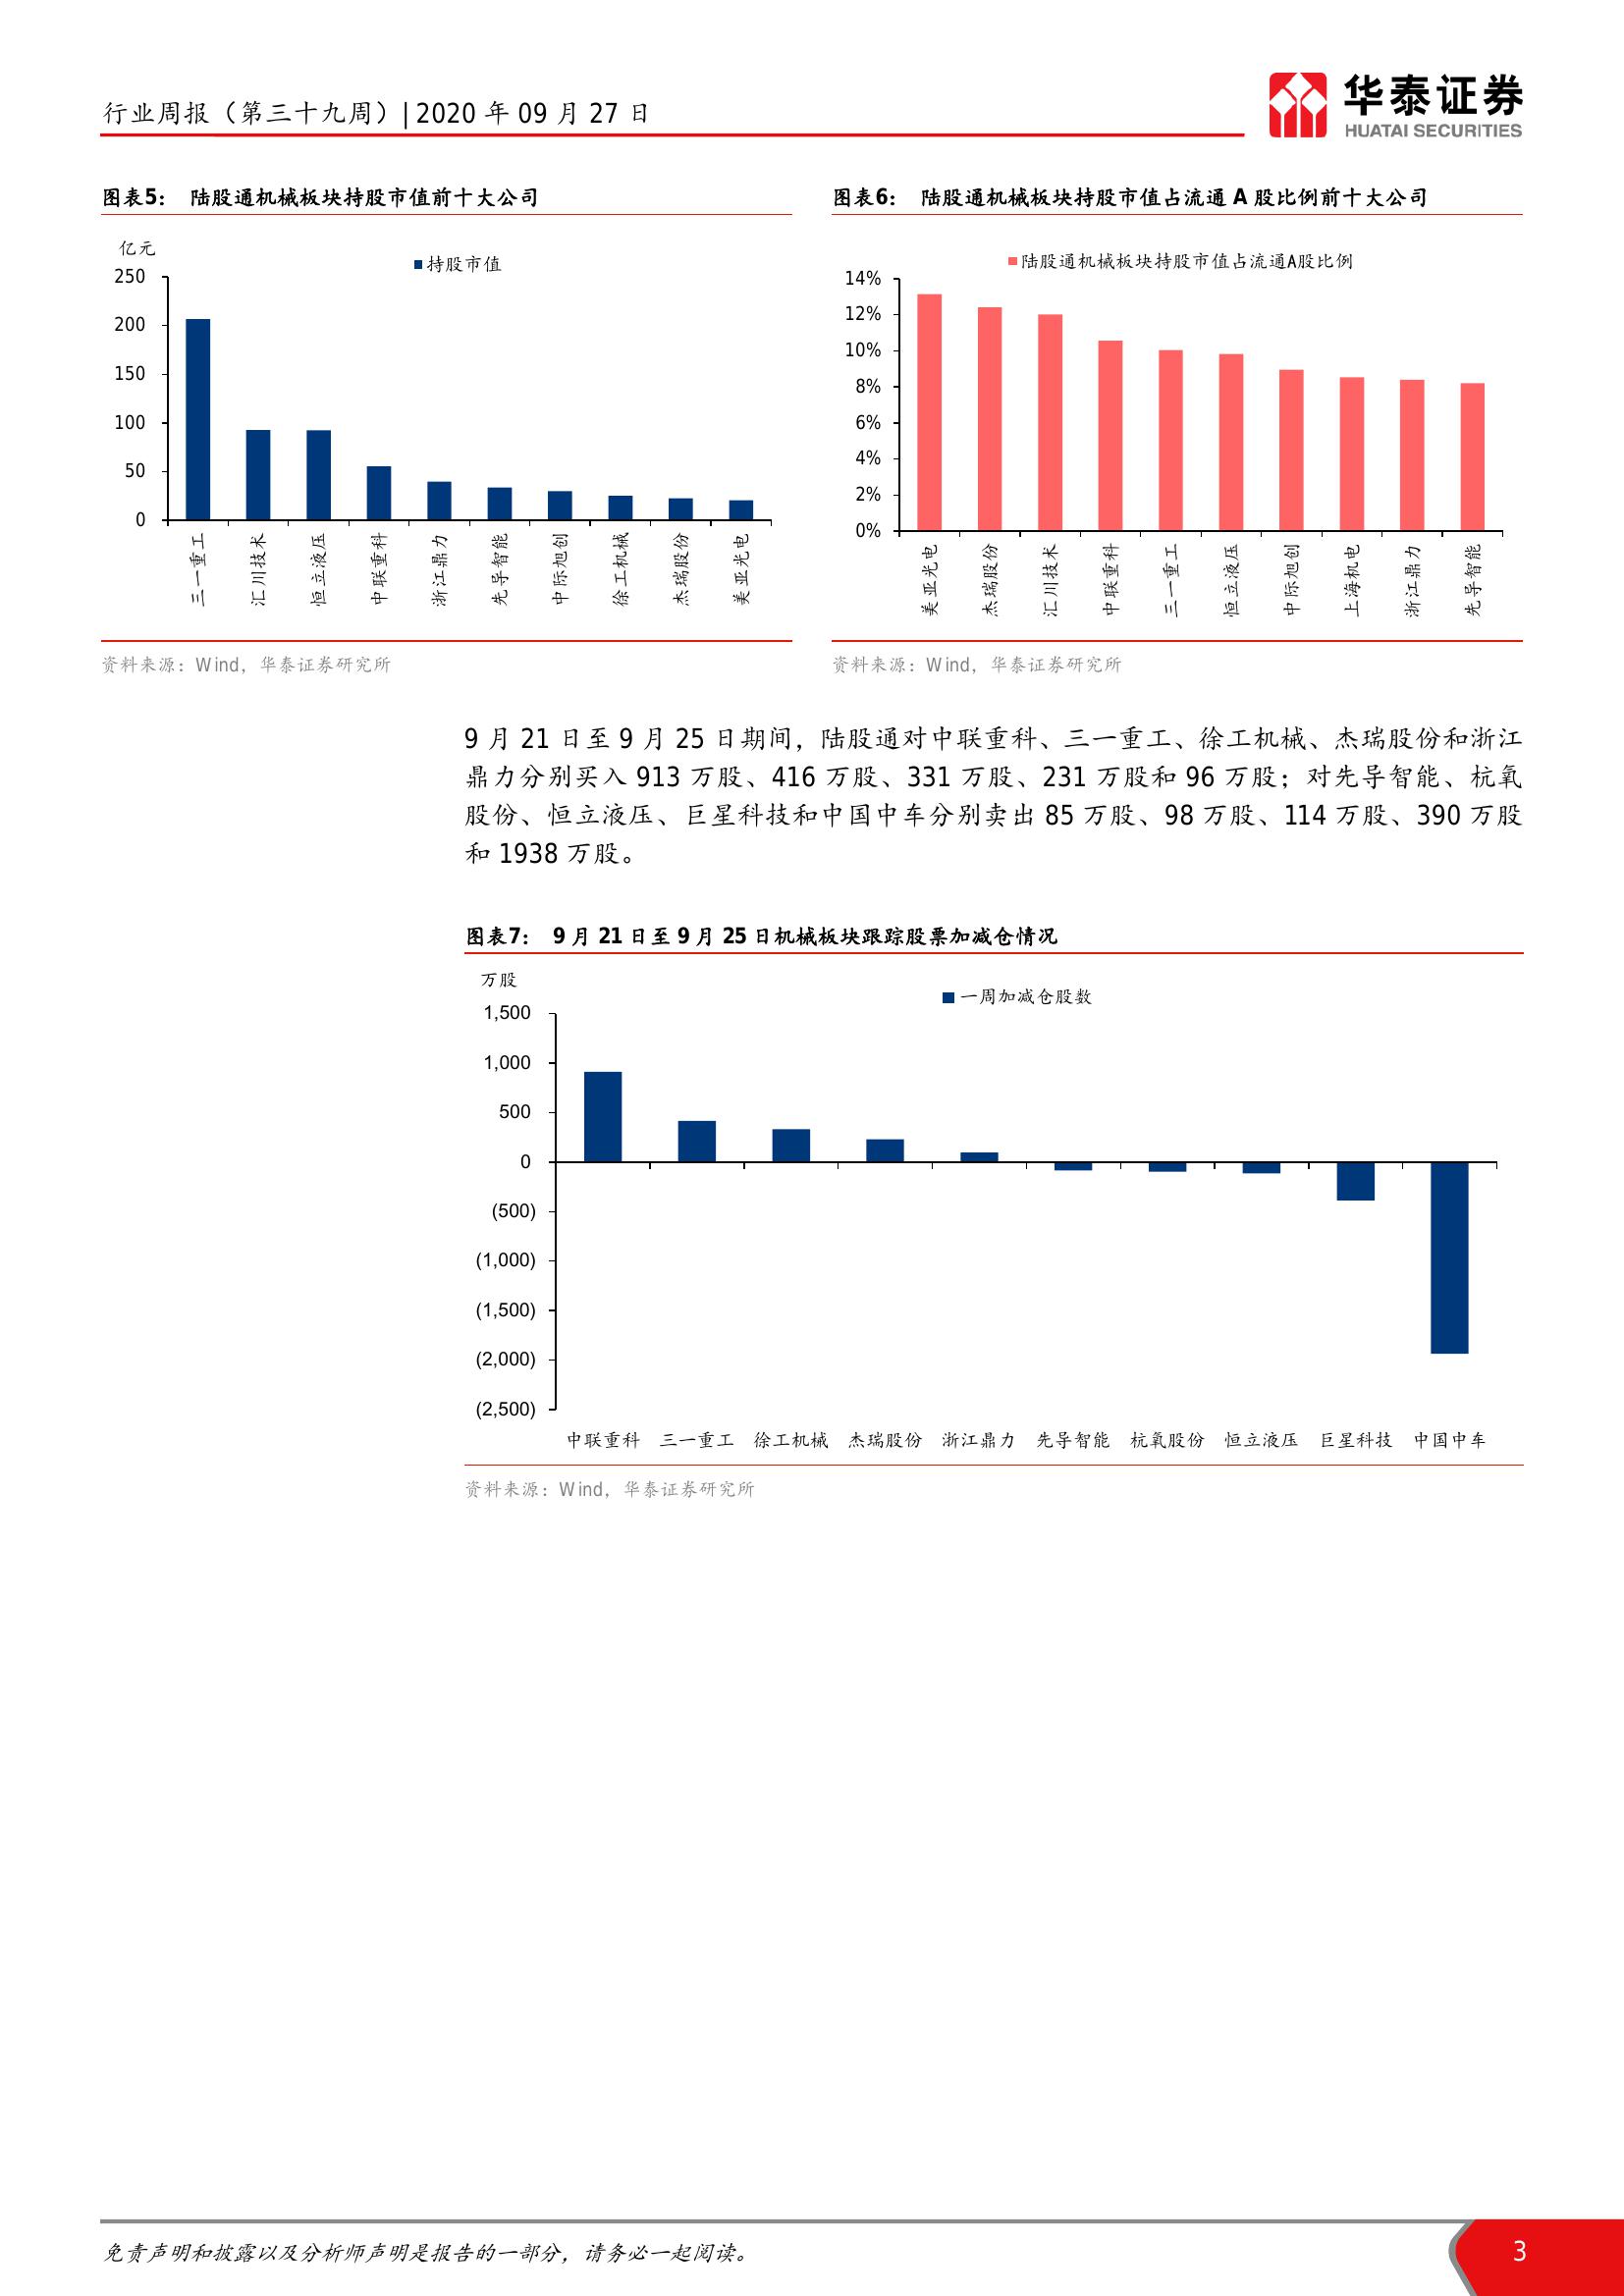 行业周报（第三十九周）| 2020 年 09 月 27 日
华泰证券
HUATAI SECURITIES
图表5： 陆股通机械板块持股市值前十大公司
亿元
持股市值
250
200
150
100
50
0
三一重工
汇川技术
恒立液压
中联重科
浙江鼎力
先导智能
中际旭创
徐工机械
杰瑞股份
美亚光电
资料来源：Wind，华泰证券研究所
图表6： 陆股通机械板块持股市值占流通 A 股比例前十大公司
陆股通机械板块持股市值占流通A股比例
14%
12%
10%
8%
6%
4%
2%
0%
美亚光电
杰瑞股份
汇川技术
中联重科
三一重工
恒立液压
中际旭创
上海机电
浙江鼎力
先导智能
资料来源：Wind，华泰证券研究所
9 月 21 日至 9 月 25 日期间，陆股通对中联重科、三一重工、徐工机械、杰瑞股份和浙江
鼎力分别买入 913 万股、416 万股、331 万股、231 万股和 96 万股；对先导智能、杭氧
股份、恒立液压、巨星科技和中国中车分别卖出 85 万股、98 万股、114 万股、390 万股
和 1938 万股。
图表7： 9 月 21 日至 9 月 25 日机械板块跟踪股票加减仓情况
万股
一周加减仓股数
1,500
1,000
500
0
(500)
(1,000)
(1,500)
(2,000)
(2,500)
中联重科 三一重工 徐工机械 杰瑞股份 浙江鼎力 先导智能 杭氧股份 恒立液压 巨星科技 中国中车
资料来源：Wind，华泰证券研究所
免责声明和披露以及分析师声明是报告的一部分，请务必一起阅读。
3